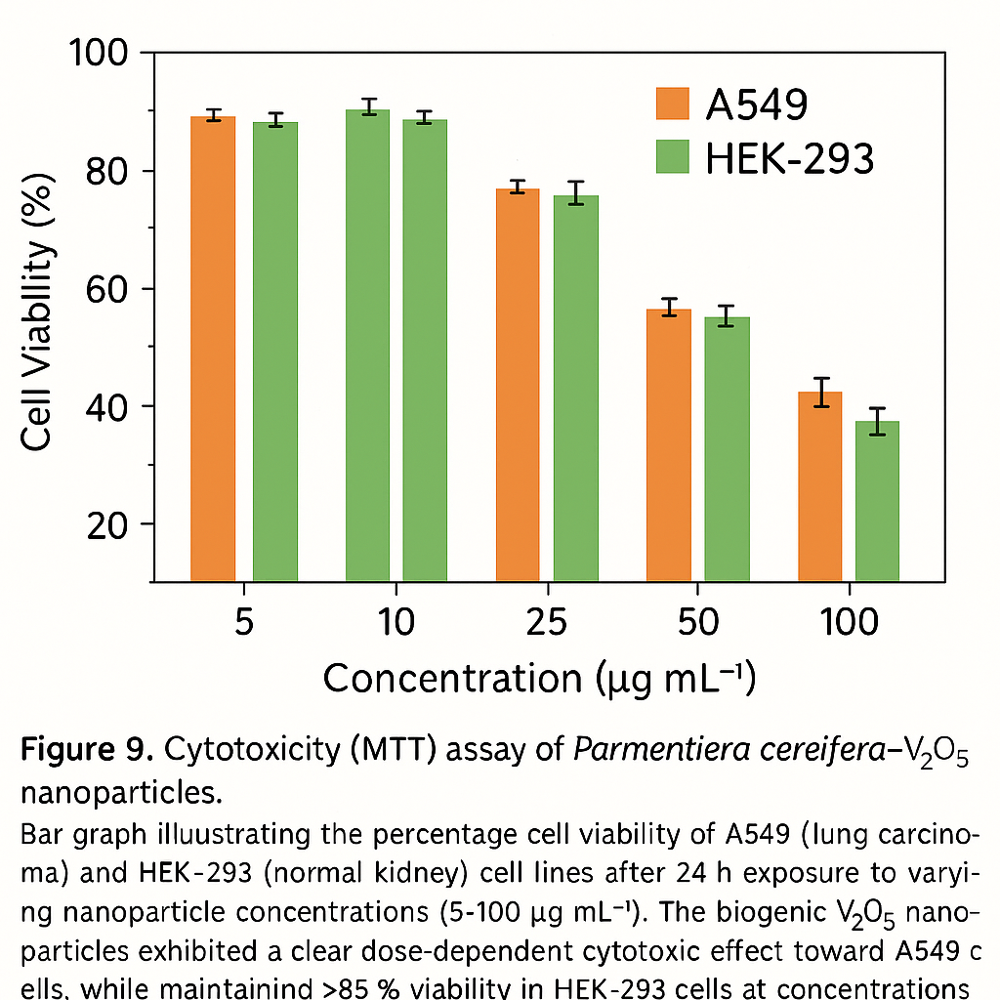 100
80
60
40
20
Cell Viabllity (%)
A549
HEK-293
5 10 25 50 100
Concentration (µg mL⁻¹)
Figure 9. Cytotoxicity (MTT) assay of Parmentiera cereifera–V₂O₅
nanoparticles.
Bar graph illuustrating the percentage cell viability of A549 (lung carcino-
ma) and HEK-293 (normal kidney) cell lines after 24 h exposure to varyi-
ng nanoparticle concentrations (5-100 µg mL⁻¹). The biogenic V₂O₅ nano-
particles exhibited a clear dose-dependent cytotoxic effect toward A549 c
ells, while maintainind >85 % viability in HEK-293 cells at concentrations